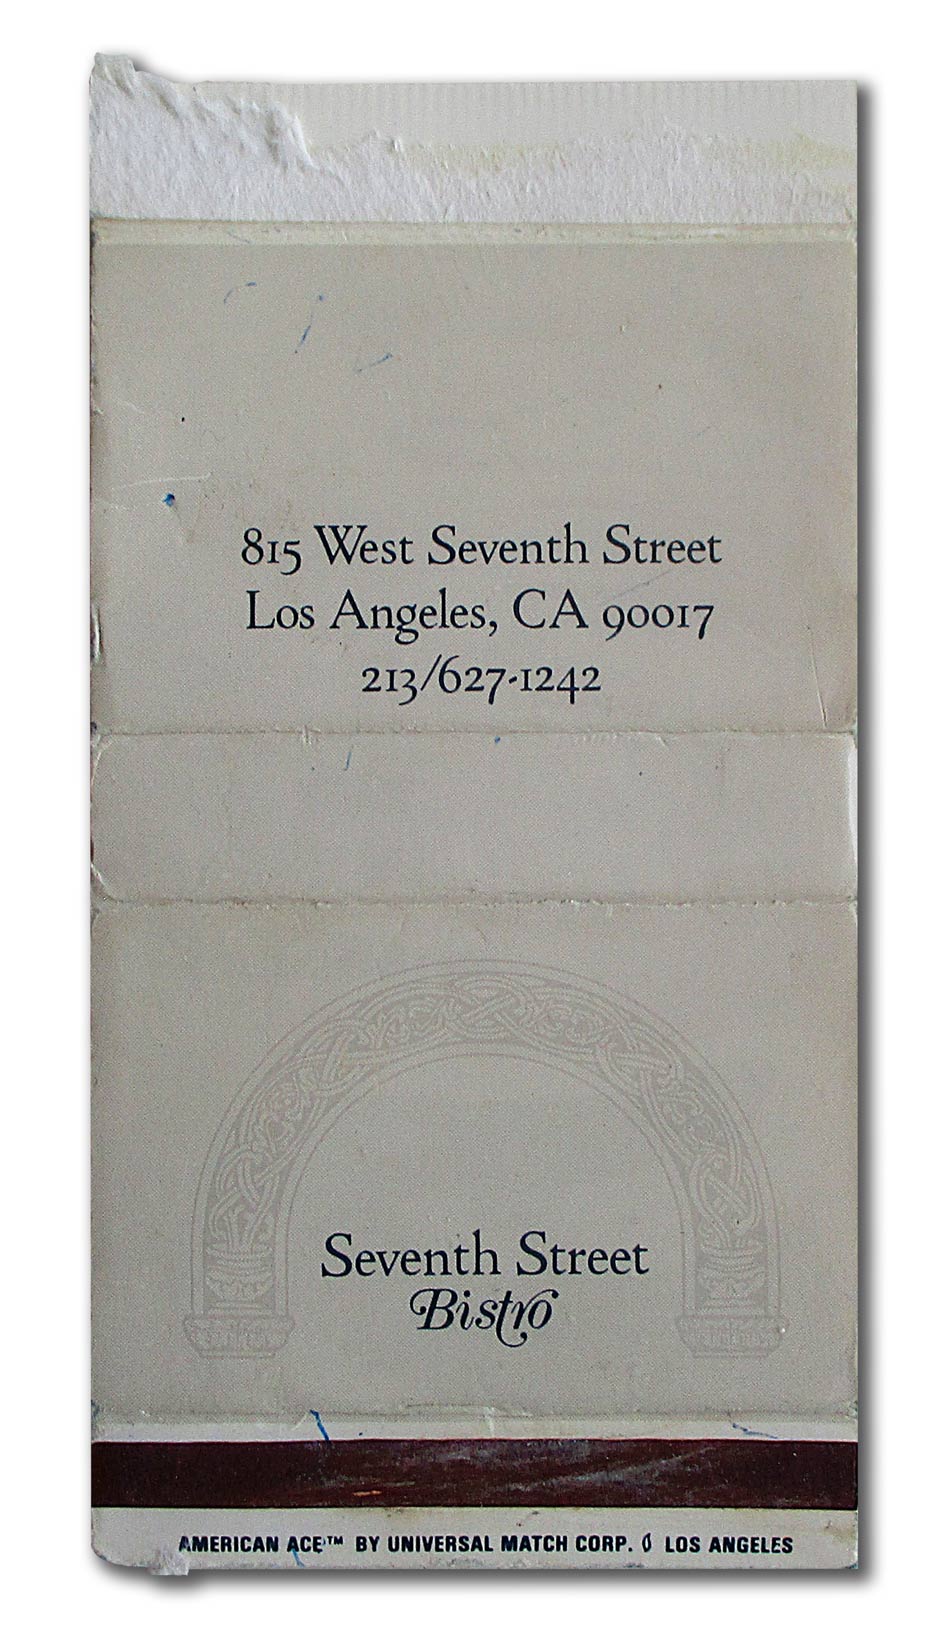 815 West Seventh Street
Los Angeles, CA 90017
213/627-1242
Seventh Street
Bistro
AMERICAN ACE™ BY UNIVERSAL MATCH CORP. LOS ANGELES